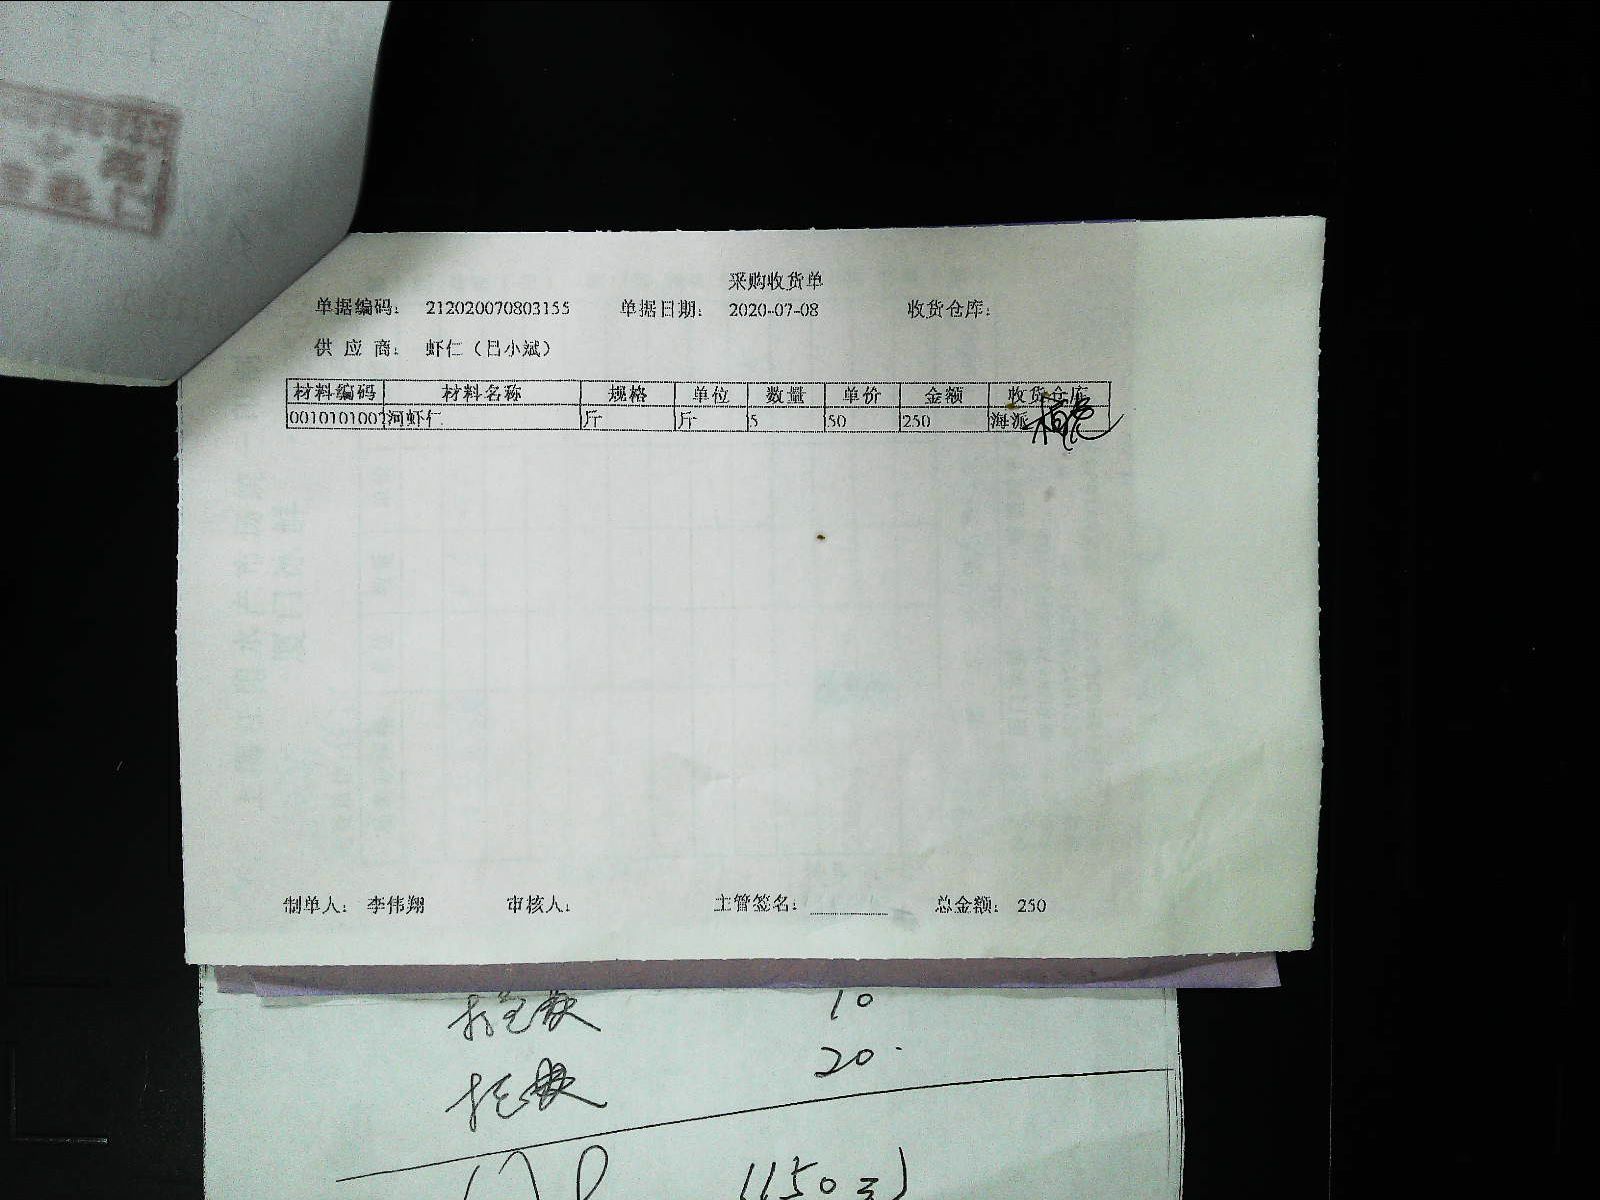 采购收货单
单据编码： 212020070803155 单据日期： 2020-07-08 收货仓库：
供应商： 虾仁（吕小斌）
材料编码 材料名称 规格 单位 数量 单价 金额 收货仓库
0010101007 河虾仁 斤 斤 5 50 250 海派
制单人： 李伟翔 审核人： 主管签名： 总金额： 250
10
20